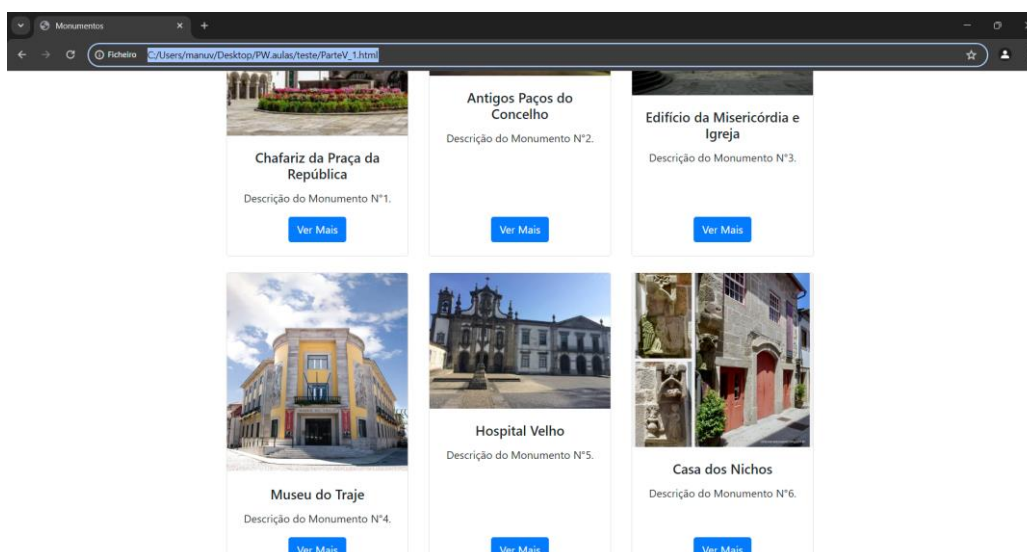 Monumentos
Ficheiro C:/Users/manuv/Desktop/PW.aulas/teste/ParteV_1.html
Chafariz da Praça da
República
Descrição do Monumento Nº1.
Ver Mais
Antigos Paços do
Concelho
Descrição do Monumento Nº2.
Ver Mais
Edifício da Misericórdia e
Igreja
Descrição do Monumento Nº3.
Ver Mais
Museu do Traje
Descrição do Monumento Nº4.
Ver Mais
Hospital Velho
Descrição do Monumento Nº5.
Ver Mais
Casa dos Nichos
Descrição do Monumento Nº6.
Ver Mais